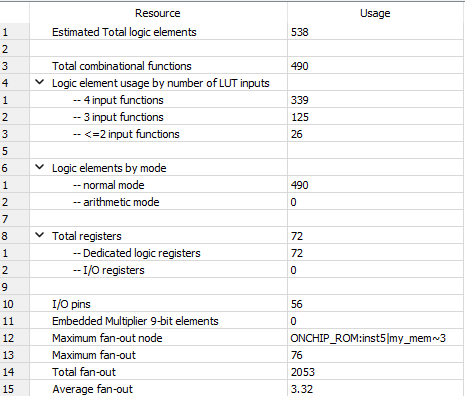 Resource Usage
1 Estimated Total logic elements 538
2
3 Total combinational functions 490
4 Logic element usage by number of LUT inputs
1 -- 4 input functions 339
2 -- 3 input functions 125
3 -- <=2 input functions 26
5
6 Logic elements by mode
1 -- normal mode 490
2 -- arithmetic mode 0
7
8 Total registers 72
1 -- Dedicated logic registers 72
2 -- I/O registers 0
9
10 I/O pins 56
11 Embedded Multiplier 9-bit elements 0
12 Maximum fan-out node ONCHIP_ROM:inst5|my_mem~3
13 Maximum fan-out 76
14 Total fan-out 2053
15 Average fan-out 3.32